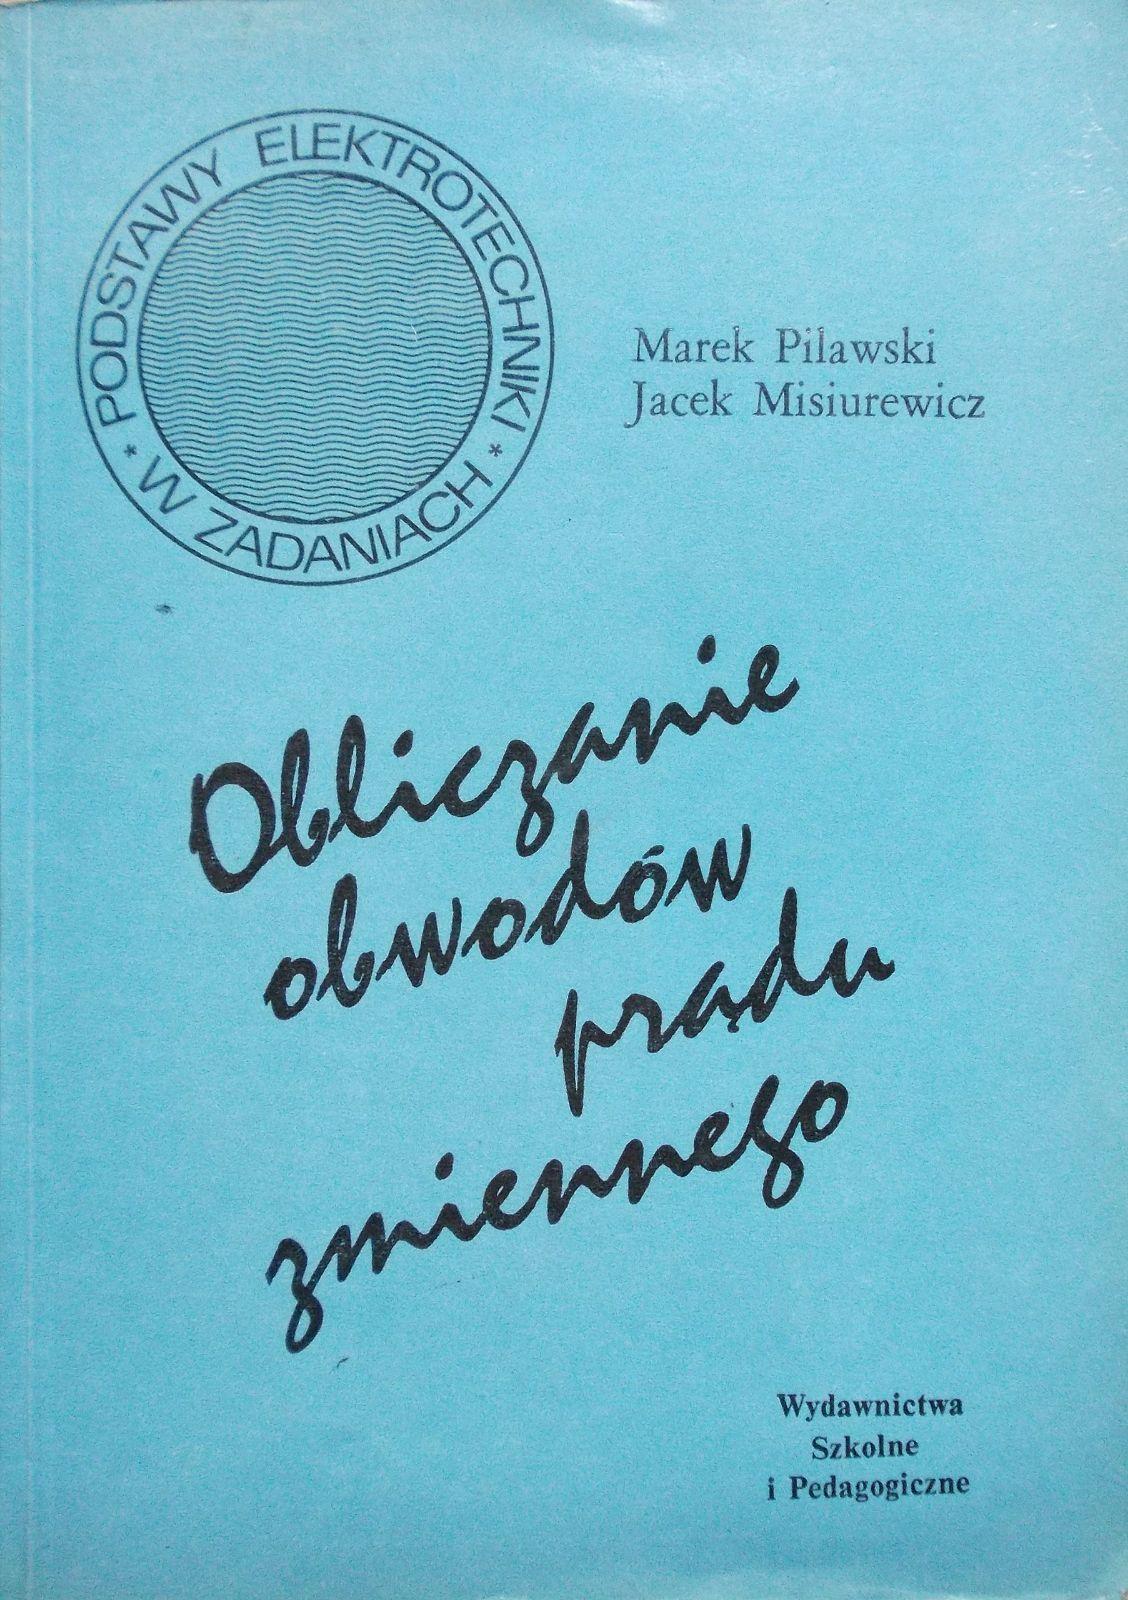 PODSTAWY ELEKTROTECHNIKI
* W ZADANIACH *
Marek Pilawski
Jacek Misiurewicz
Obliczanie
obwodów
prądu
zmiennego
Wydawnictwa
Szkolne
i Pedagogiczne